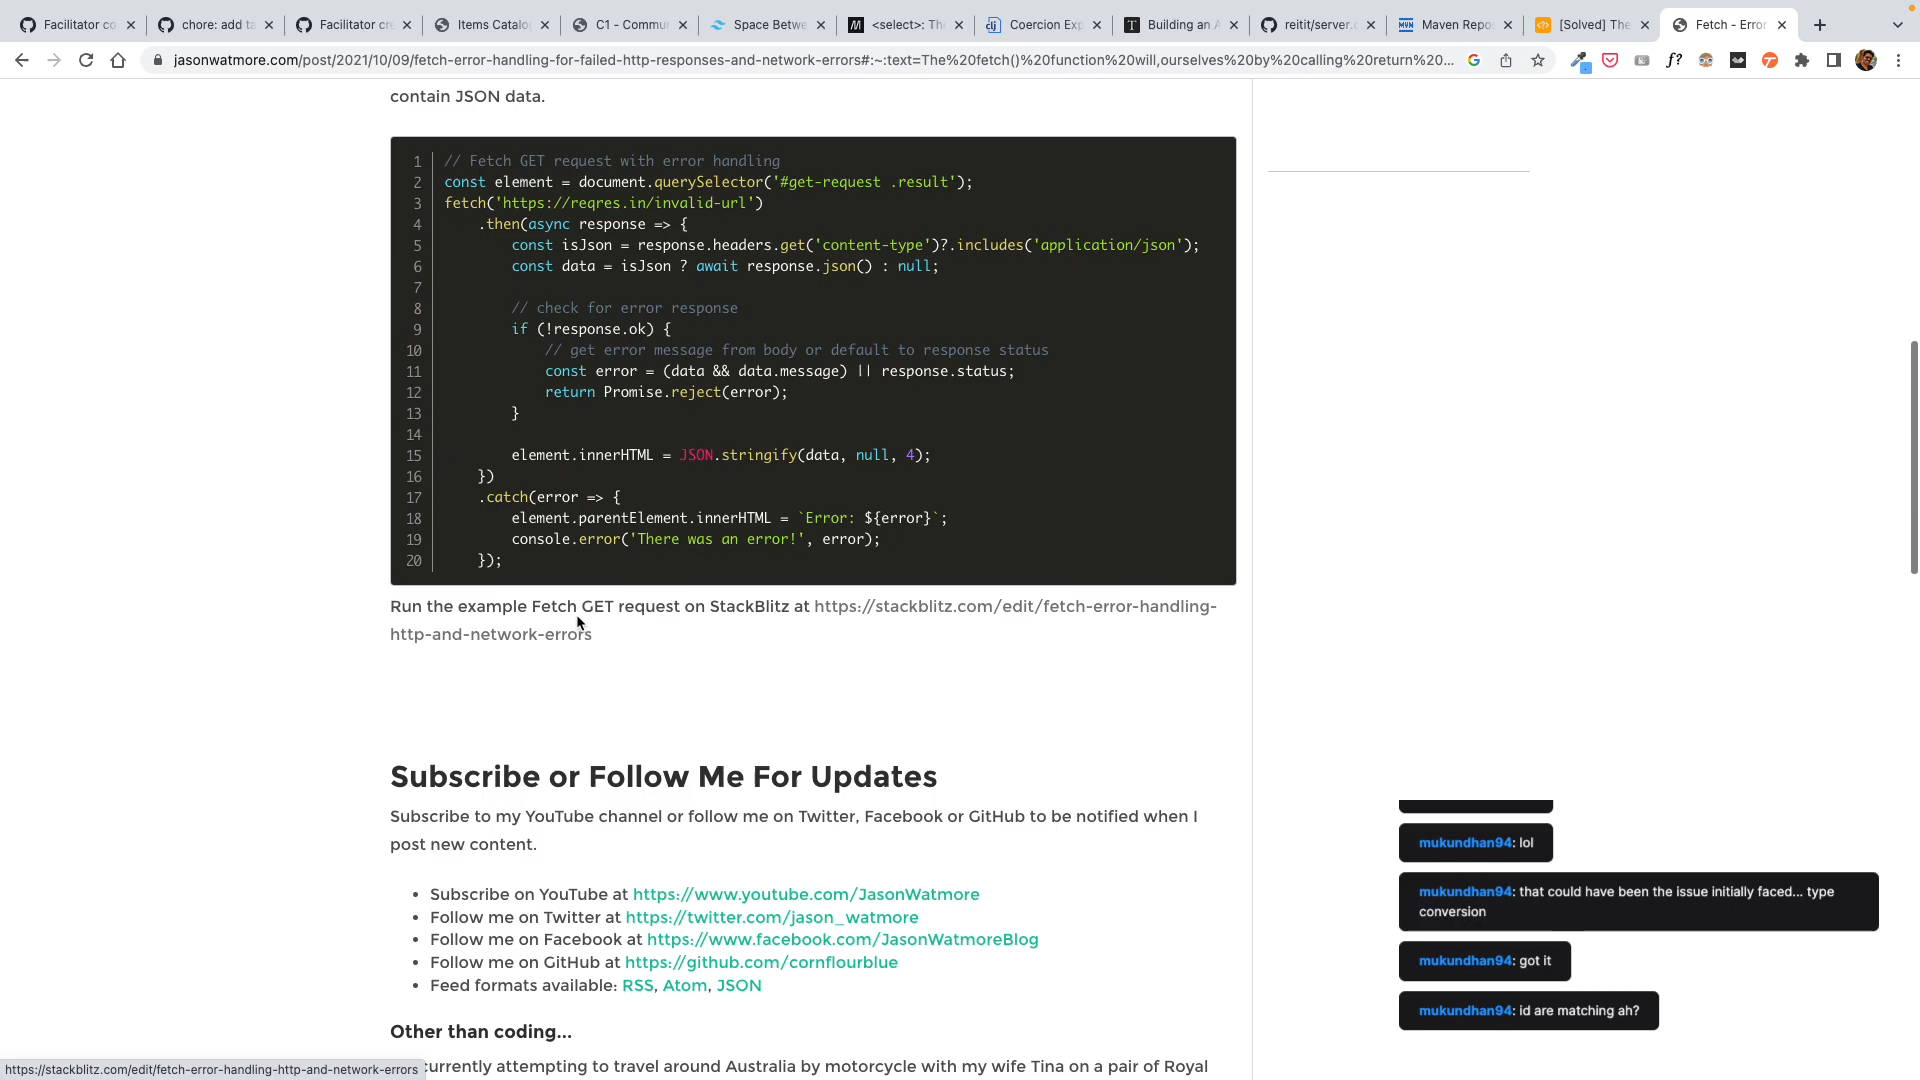 Facilitator co
chore: add ta
Facilitator cre
Items Catalog
C1 - Commun
Space Betwe
<select>: The
Coercion Exp
Building an A
reitit/server.c
Maven Repos
[Solved] The
Fetch - Error
jasonwatmore.com/post/2021/10/09/fetch-error-handling-for-failed-http-responses-and-network-errors#:~:text=The%20fetch()%20function%20will,ourselves%20by%20calling%20return%20...
contain JSON data.
1 // Fetch GET request with error handling
2 const element = document.querySelector('#get-request .result');
3 fetch('https://reqres.in/invalid-url')
4 .then(async response => {
5 const isJson = response.headers.get('content-type')?.includes('application/json');
6 const data = isJson ? await response.json() : null;
7
8 // check for error response
9 if (!response.ok) {
10 // get error message from body or default to response status
11 const error = (data && data.message) || response.status;
12 return Promise.reject(error);
13 }
14
15 element.innerHTML = JSON.stringify(data, null, 4);
16 })
17 .catch(error => {
18 element.parentElement.innerHTML = `Error: ${error}`;
19 console.error('There was an error!', error);
20 });
Run the example Fetch GET request on StackBlitz at https://stackblitz.com/edit/fetch-error-handling-
http-and-network-errors
Subscribe or Follow Me For Updates
Subscribe to my YouTube channel or follow me on Twitter, Facebook or GitHub to be notified when I
post new content.
• Subscribe on YouTube at https://www.youtube.com/JasonWatmore
• Follow me on Twitter at https://twitter.com/jason_watmore
• Follow me on Facebook at https://www.facebook.com/JasonWatmoreBlog
• Follow me on GitHub at https://github.com/cornflourblue
• Feed formats available: RSS, Atom, JSON
Other than coding...
currently attempting to travel around Australia by motorcycle with my wife Tina on a pair of Royal
https://stackblitz.com/edit/fetch-error-handling-http-and-network-errors
mukundhan94: lol
mukundhan94: that could have been the issue initially faced... type
conversion
mukundhan94: got it
mukundhan94: id are matching ah?